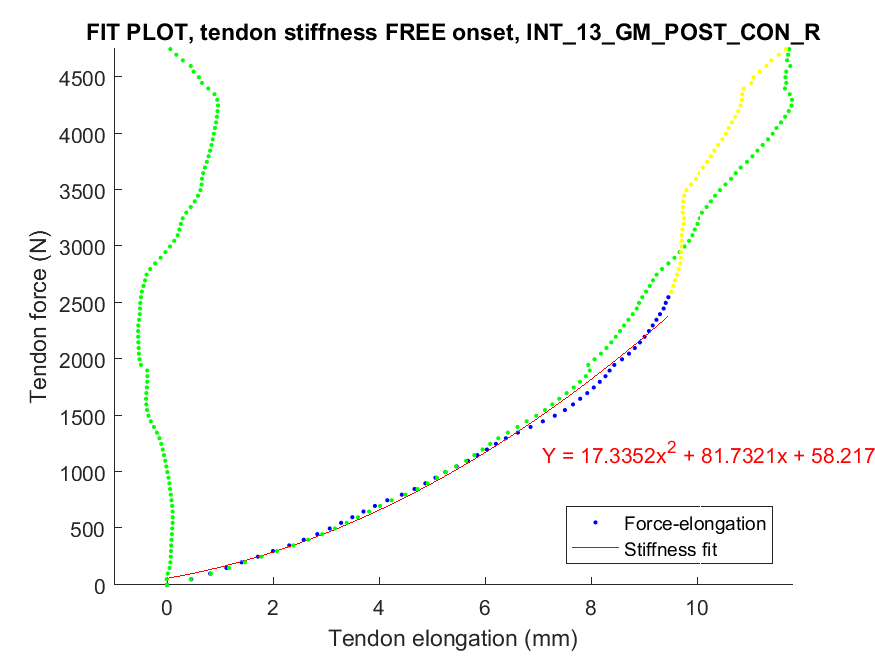 FIT PLOT, tendon stiffness FREE onset, INT_13_GM_POST_CON_R
4500
4000
3500
3000
2500
2000
1500
1000
500
0
Tendon force (N)
Y = 17.3352x² + 81.7321x + 58.217
Force-elongation
Stiffness fit
0 2 4 6 8 10
Tendon elongation (mm)